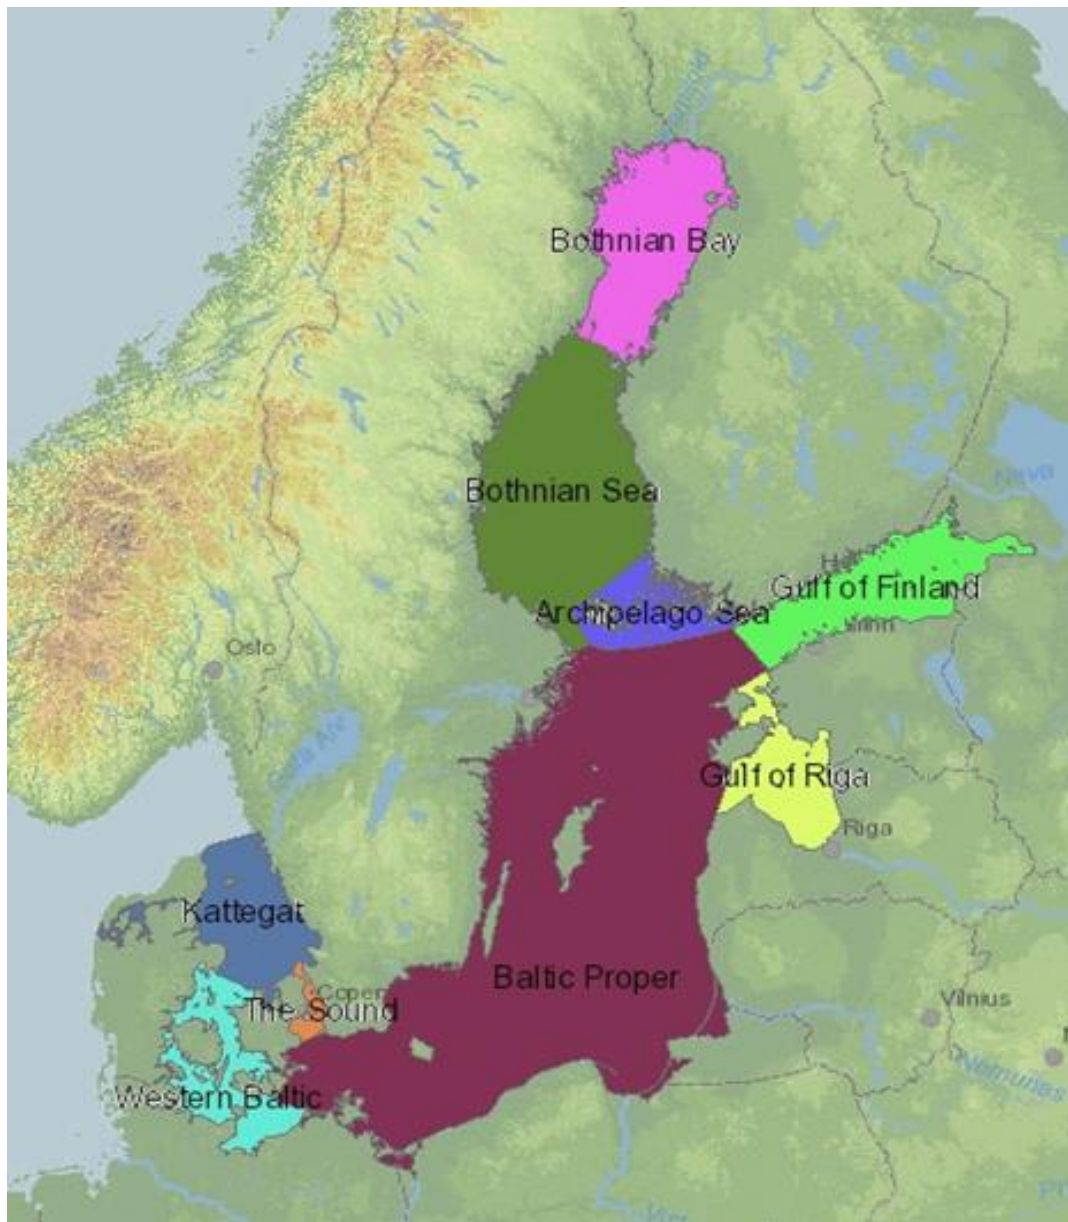 Bothnian Bay
Bothnian Sea
Neva
Gulf of Finland
Archipelago Sea
Oslo
Gulf of Riga
Riga
Kattegat
Baltic Proper
The Sound
Vilnius
Western Baltic